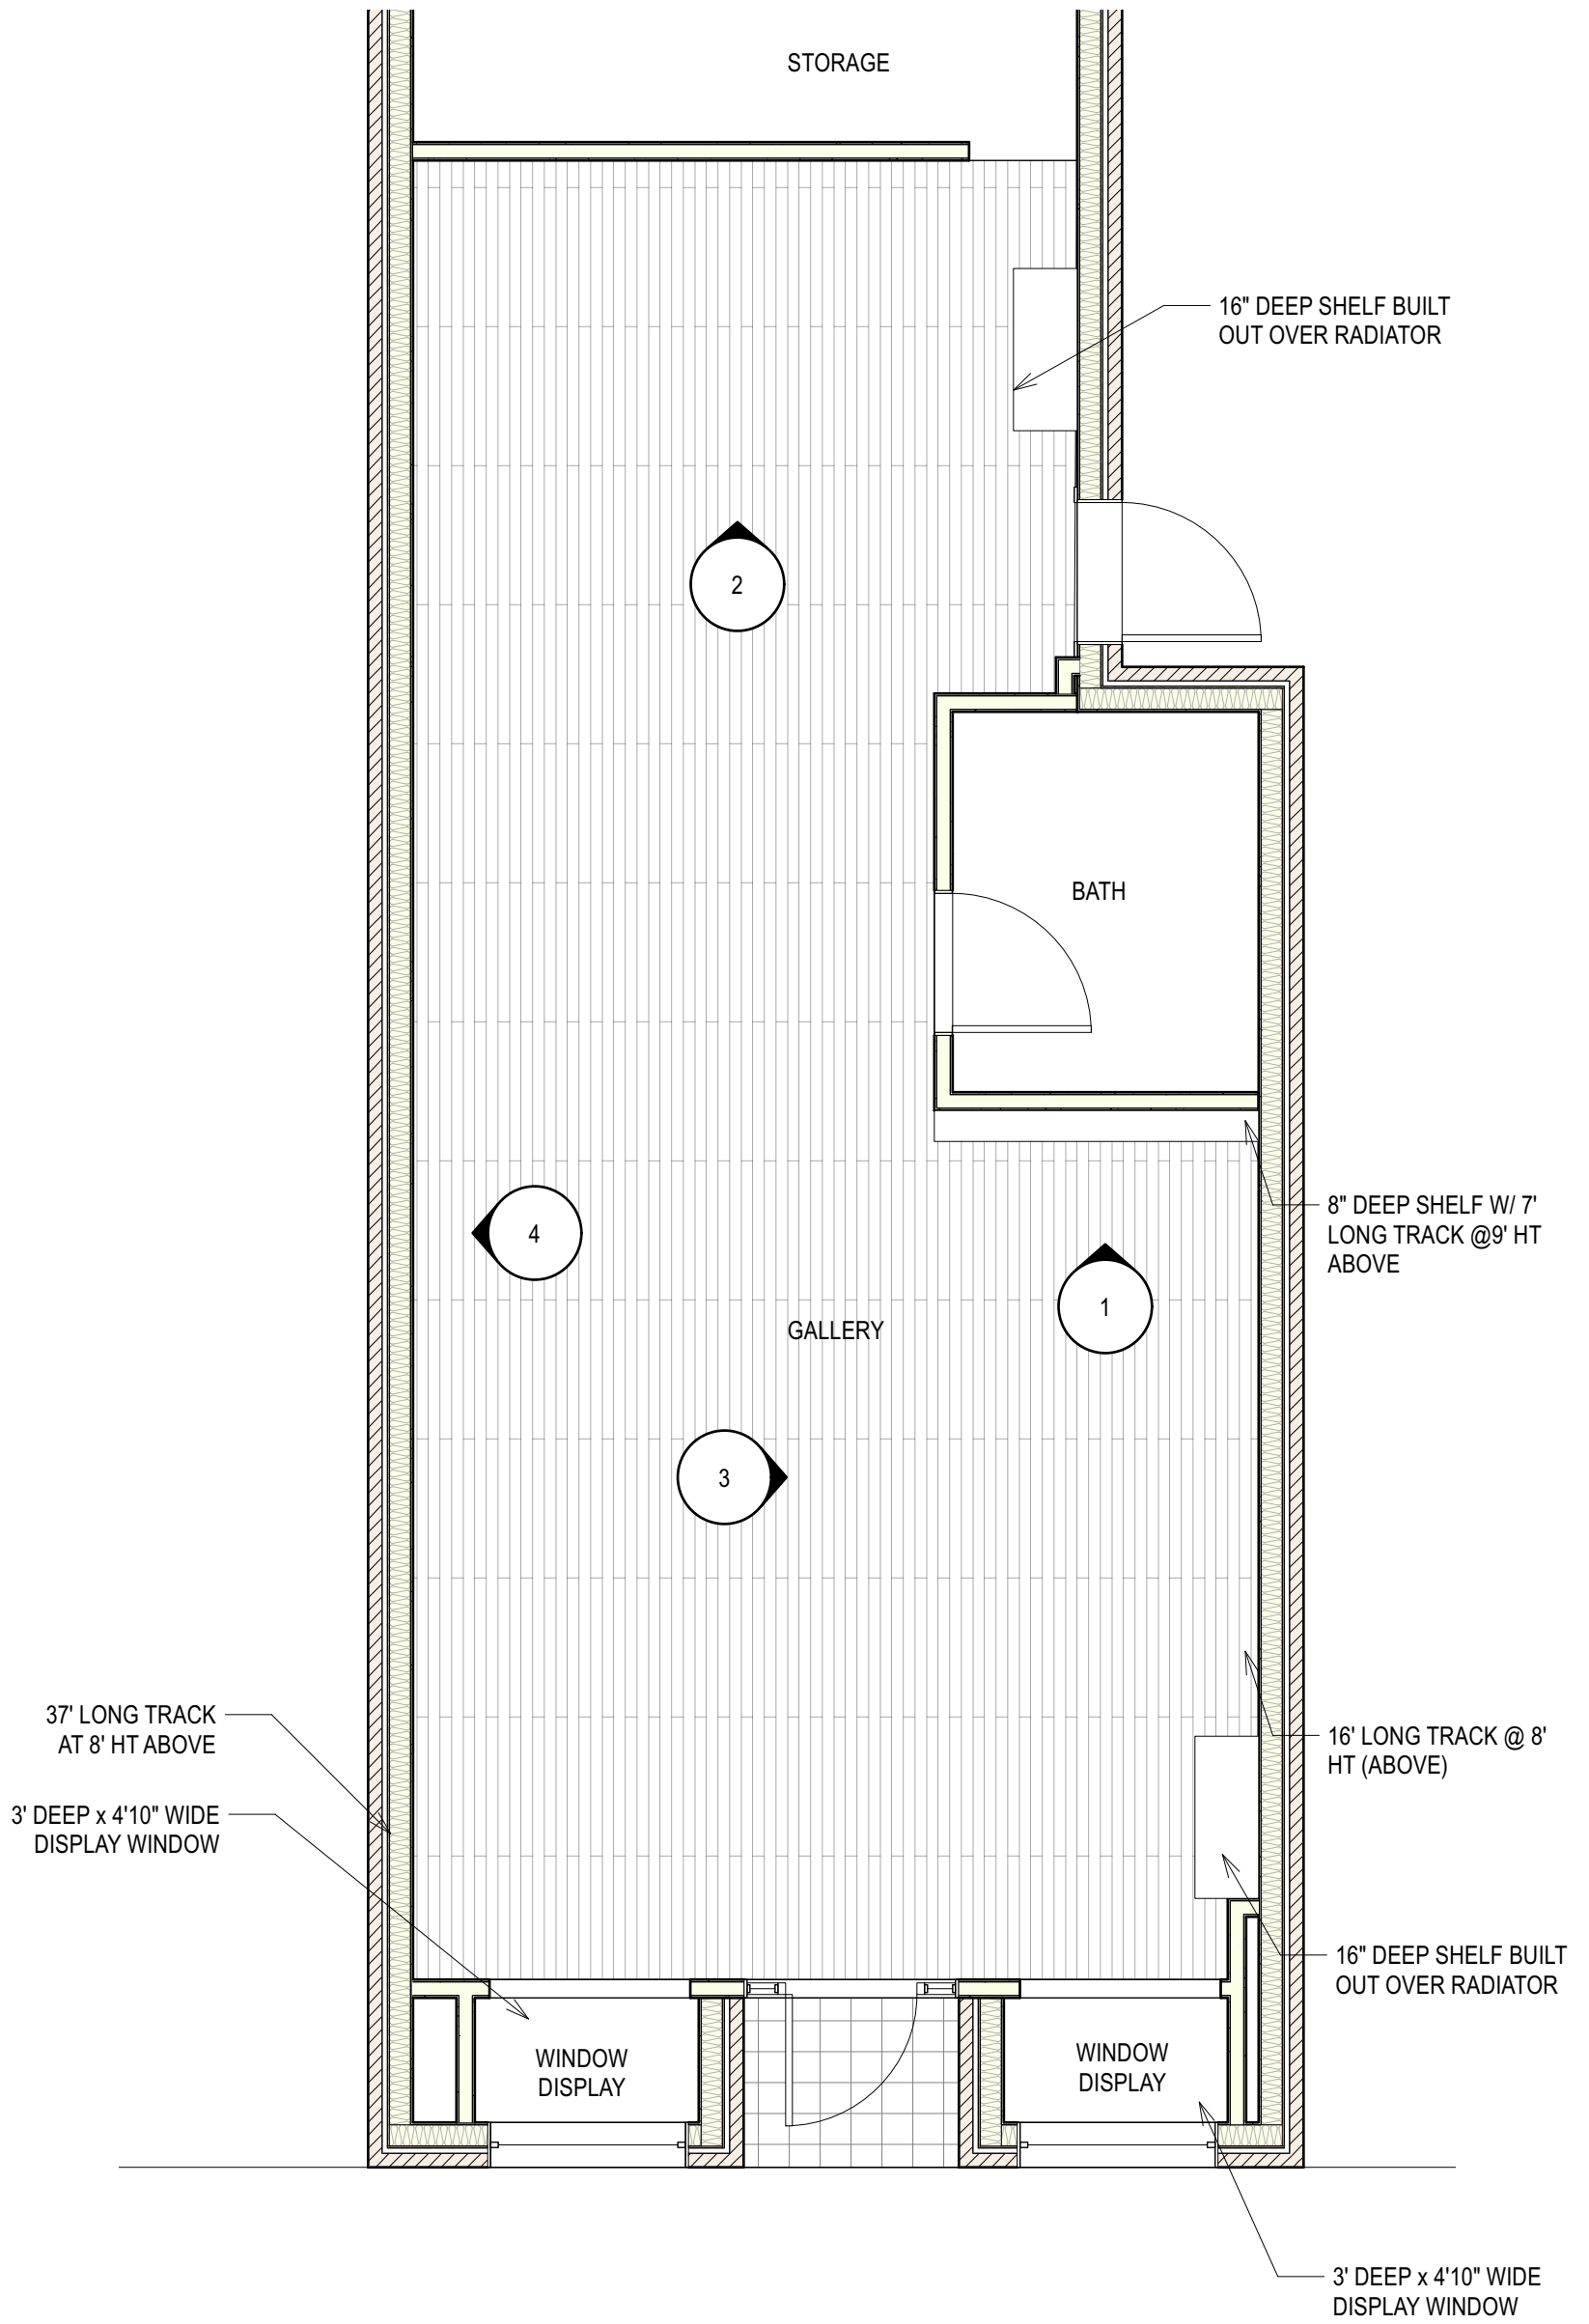 STORAGE
16" DEEP SHELF BUILT
OUT OVER RADIATOR
2
BATH
8" DEEP SHELF W/ 7'
LONG TRACK @9' HT
ABOVE
4
1
GALLERY
3
37' LONG TRACK
AT 8' HT ABOVE
16' LONG TRACK @ 8'
HT (ABOVE)
3' DEEP x 4'10" WIDE
DISPLAY WINDOW
16" DEEP SHELF BUILT
OUT OVER RADIATOR
WINDOW
DISPLAY
WINDOW
DISPLAY
3' DEEP x 4'10" WIDE
DISPLAY WINDOW